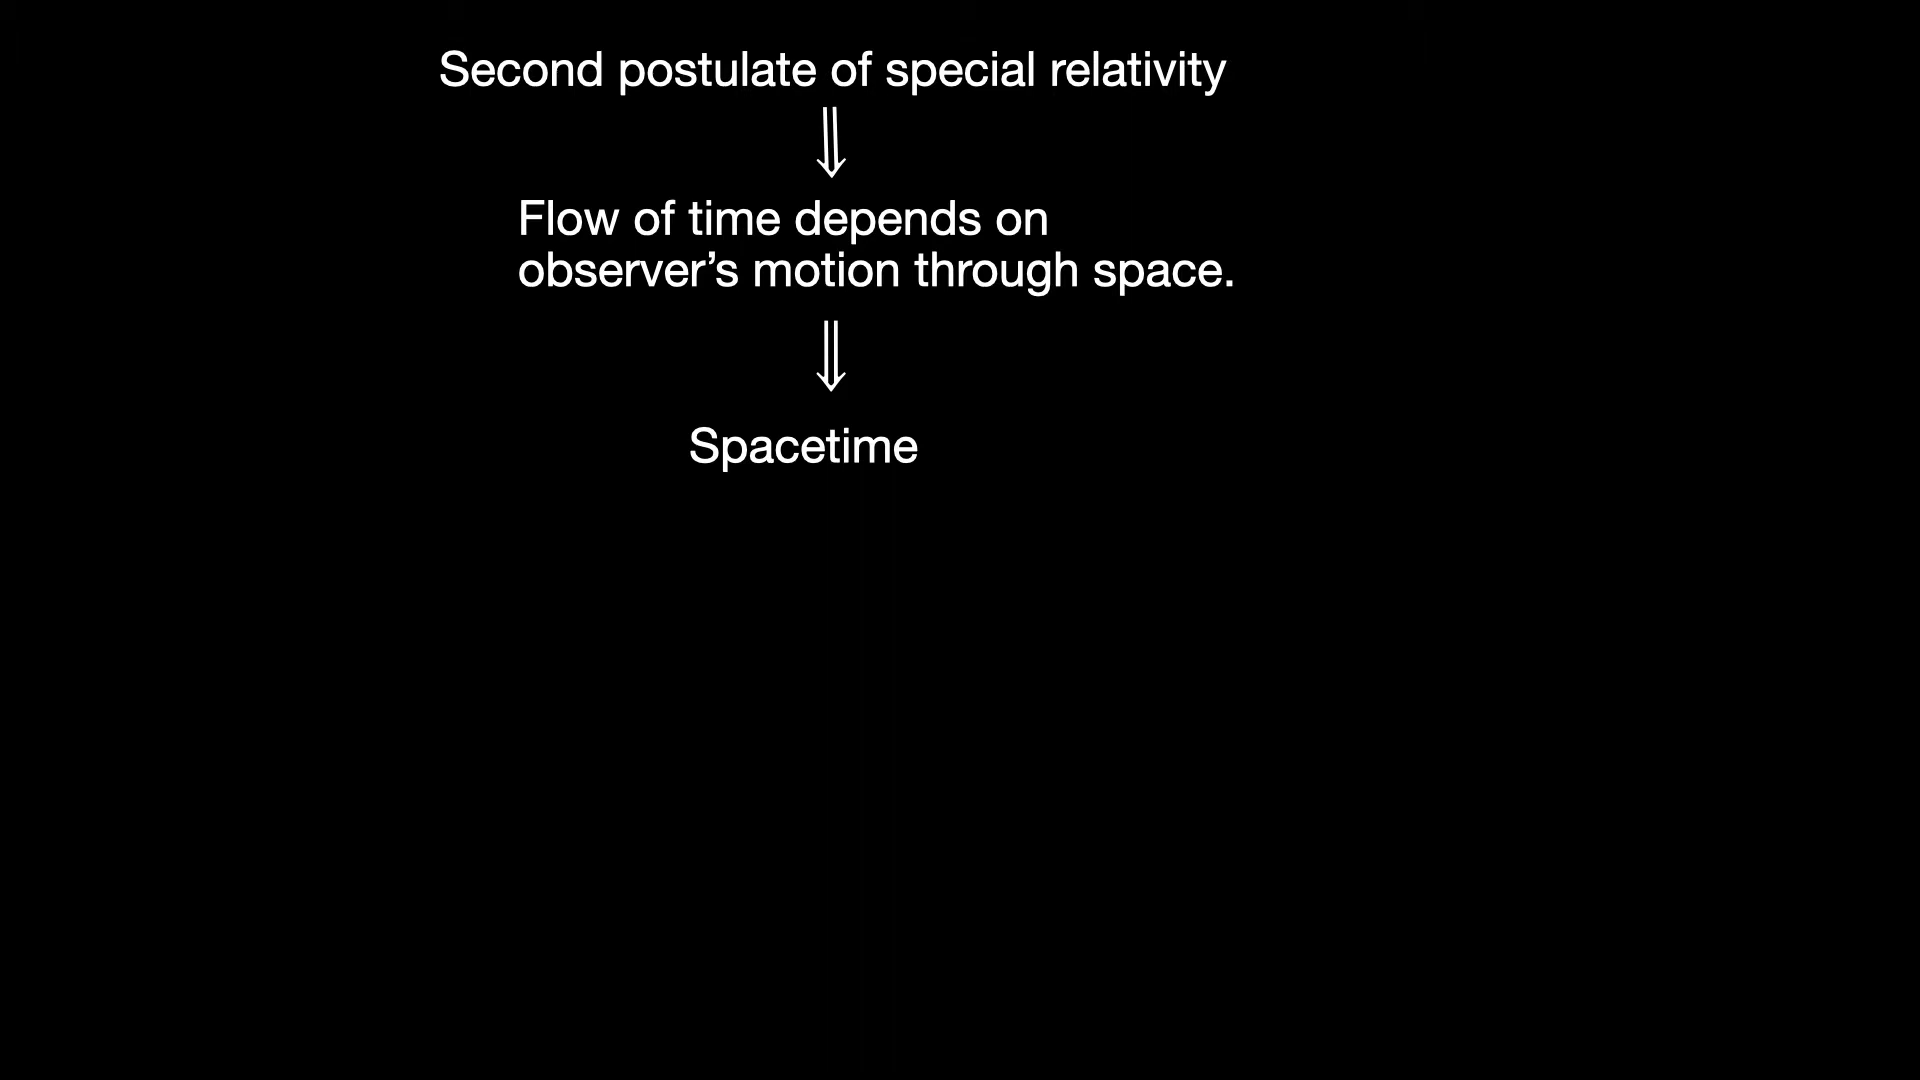 Second postulate of special relativity
⇓
Flow of time depends on
observer’s motion through space.
⇓
Spacetime